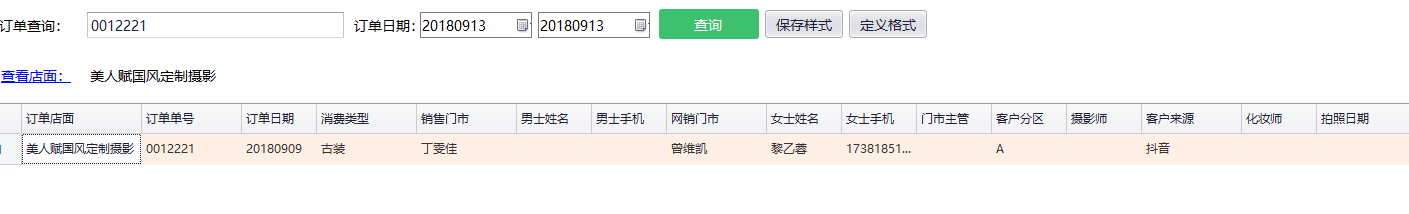 订单查询： 0012221 订单日期： 20180913 20180913 查询 保存样式 定义格式
查看店面： 美人赋国风定制摄影
订单店面 订单单号 订单日期 消费类型 销售门市 男士姓名 男士手机 网销门市 女士姓名 女士手机 门市主管 客户分区 摄影师 客户来源 化妆师 拍照日期
美人赋国风定制摄影 0012221 20180909 古装 丁雯佳 曾维凯 黎乙蓉 17381851... A 抖音